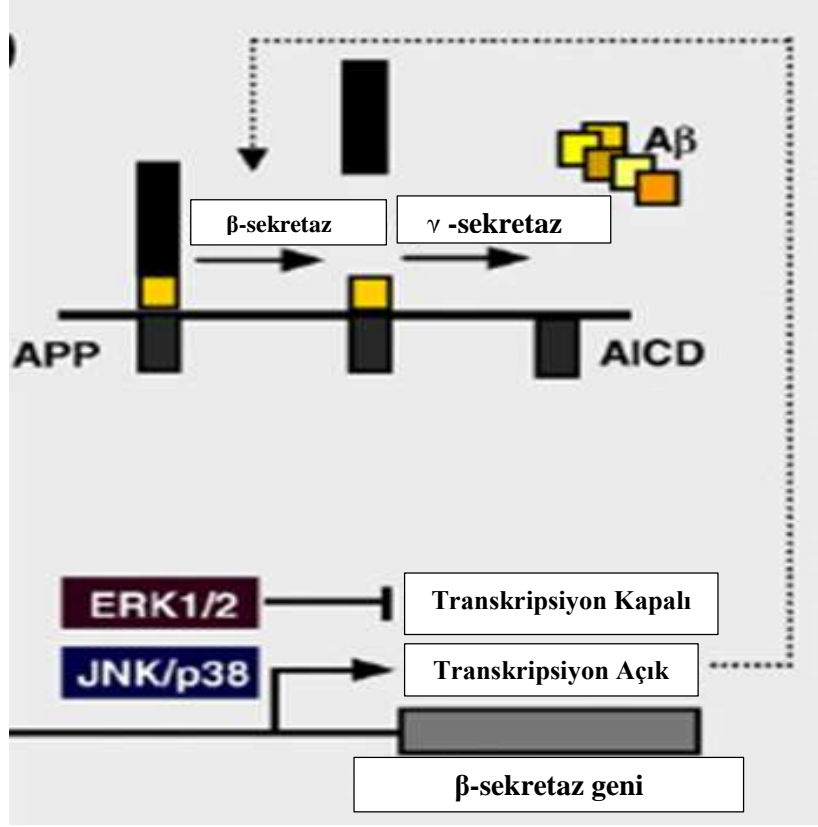 Aβ
β-sekretaz
γ -sekretaz
APP
AICD
ERK1/2
Transkripsiyon Kapalı
JNK/p38
Transkripsiyon Açık
β-sekretaz geni